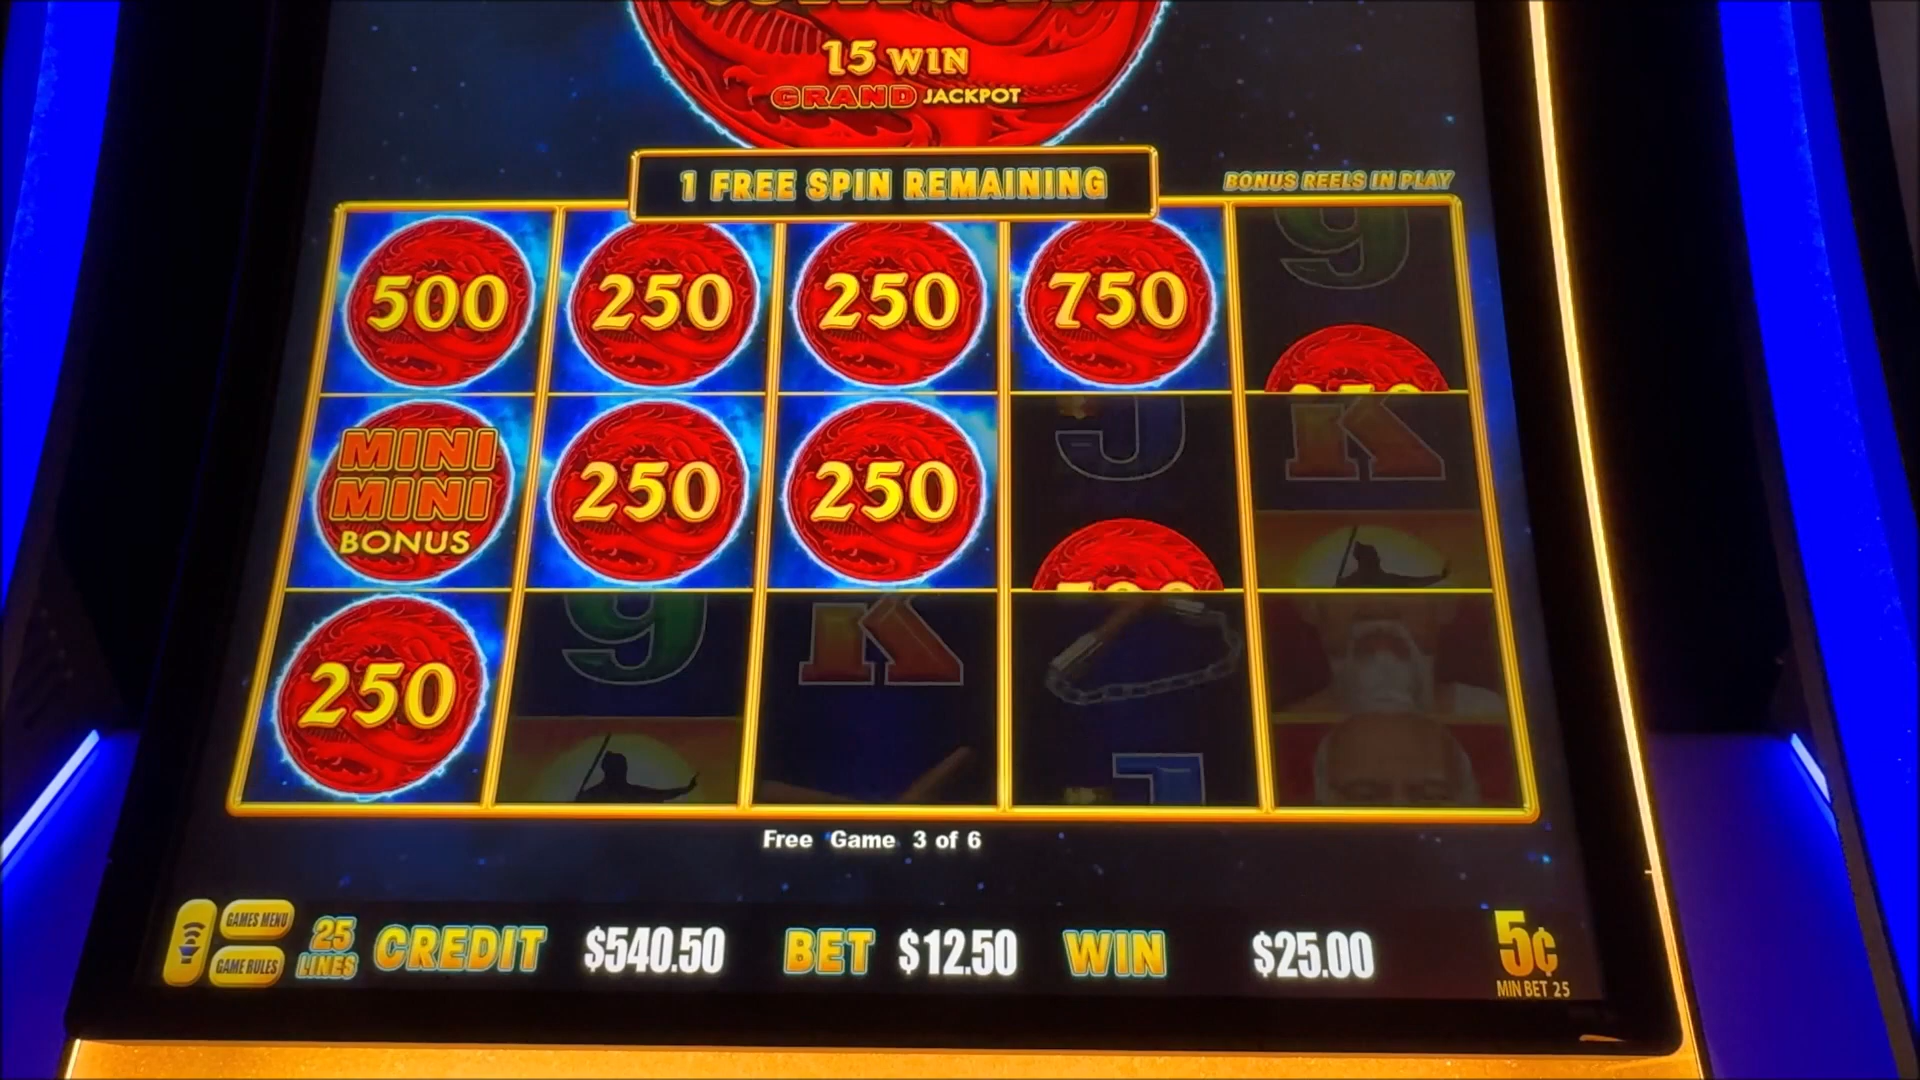 15 WIN
GRAND JACKPOT
1 FREE SPIN REMAINING
BONUS REELS IN PLAY
500 250 250 750 9
MINI
MINI
BONUS
250 250 J K
250 9 K J
Free Game 3 of 6
GAMES MENU
GAME RULES
25
LINES
CREDIT $540.50 BET $12.50 WIN $25.00
5¢
MIN BET 25